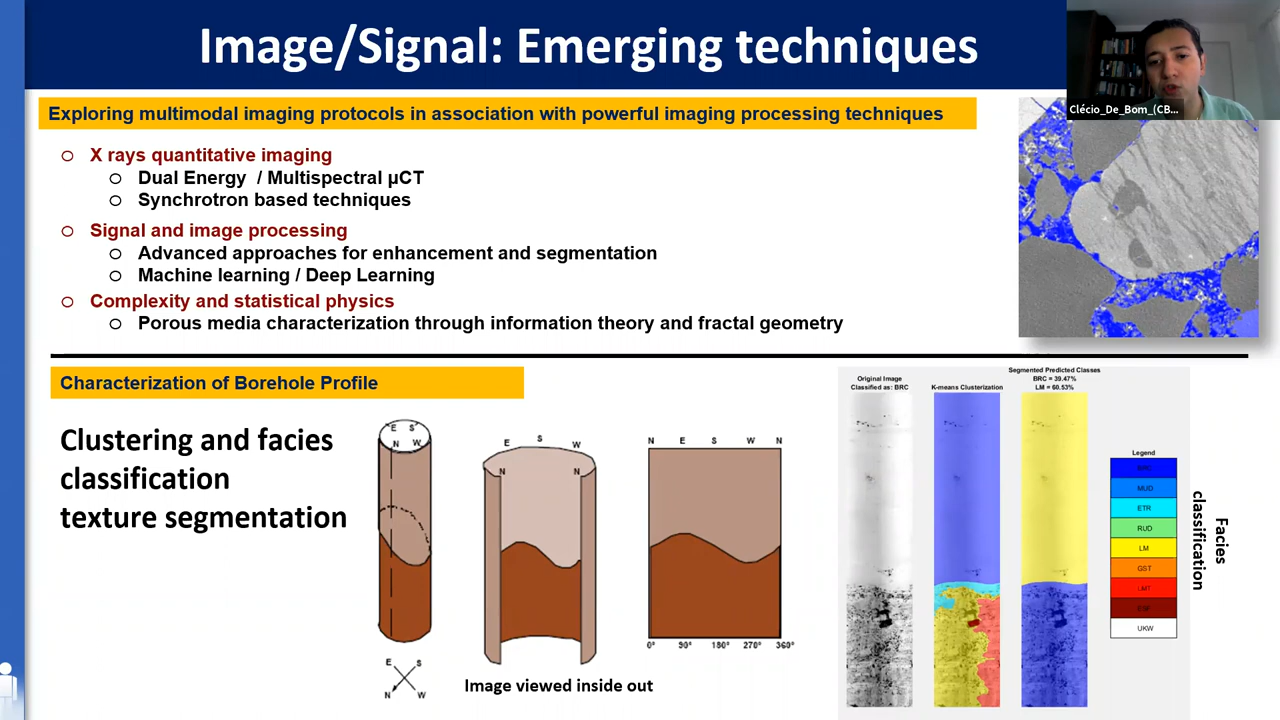 Image/Signal: Emerging techniques
Clécio_De_Bom_(CB...
Exploring multimodal imaging protocols in association with powerful imaging processing techniques
o X rays quantitative imaging
o Dual Energy / Multispectral µCT
o Synchrotron based techniques
o Signal and image processing
o Advanced approaches for enhancement and segmentation
o Machine learning / Deep Learning
o Complexity and statistical physics
o Porous media characterization through information theory and fractal geometry
Characterization of Borehole Profile
Clustering and facies
classification
texture segmentation
E S
N W
E S W
N N
N E S W N
0° 90° 180° 270° 360°
E S
N W
Image viewed inside out
Original Image
Classified as: BRC
K-means Clusterization
Segmented Predicted Classes
BRC = 39.47%
LM = 60.53%
Legend
BRC
MUD
ETR
RUD
LM
GST
LMT
ESF
UKW
Facies
classification